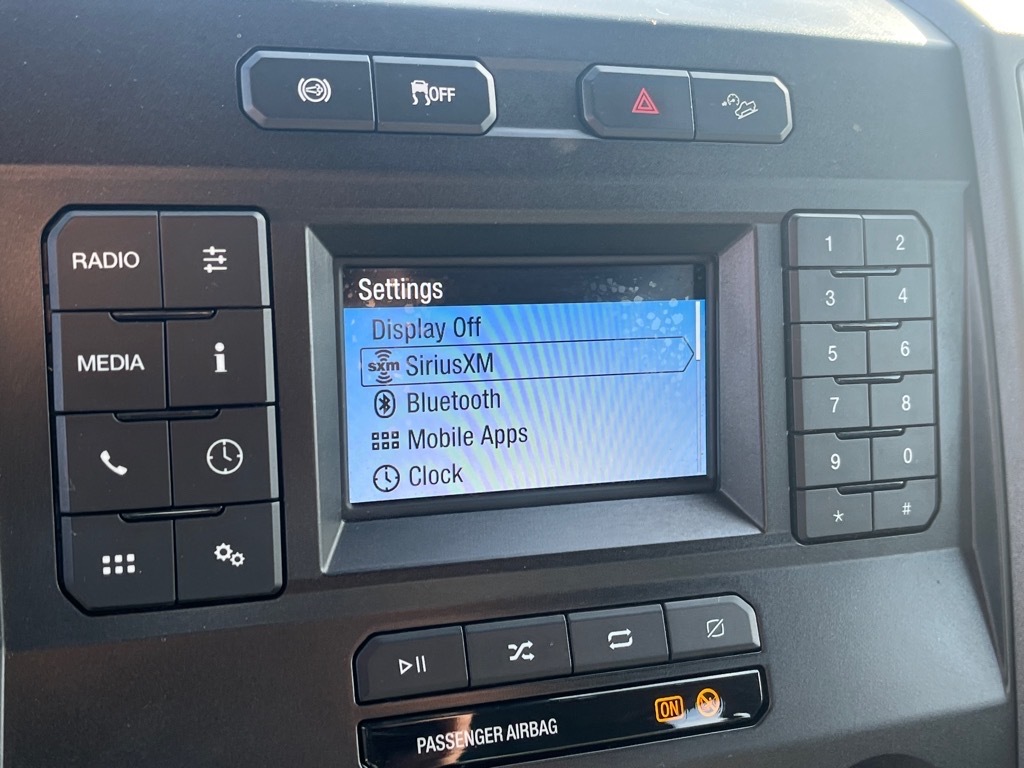 OFF
RADIO
MEDIA
i
Settings
Display Off
sxm SiriusXM
Bluetooth
Mobile Apps
Clock
1 2
3 4
5 6
7 8
9 0
* #
PASSENGER AIRBAG ON